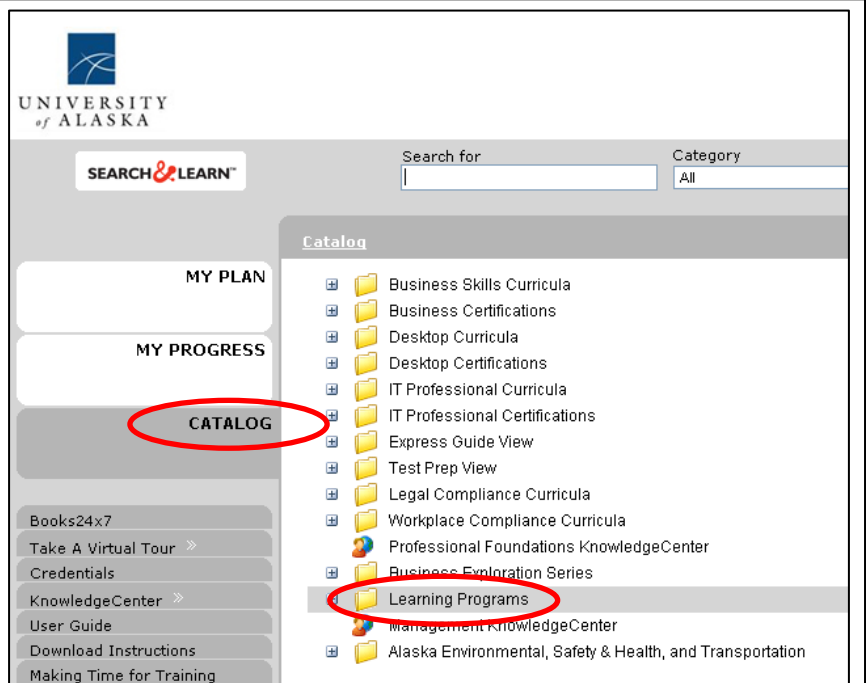 UNIVERSITY
of ALASKA
SEARCH & LEARN™
Search for
Category
All
Catalog
MY PLAN
MY PROGRESS
CATALOG
Business Skills Curricula
Business Certifications
Desktop Curricula
Desktop Certifications
IT Professional Curricula
IT Professional Certifications
Express Guide View
Test Prep View
Legal Compliance Curricula
Workplace Compliance Curricula
Professional Foundations KnowledgeCenter
Business Exploration Series
Learning Programs
Management KnowledgeCenter
Alaska Environmental, Safety & Health, and Transportation
Books24x7
Take A Virtual Tour »
Credentials
KnowledgeCenter »
User Guide
Download Instructions
Making Time for Training